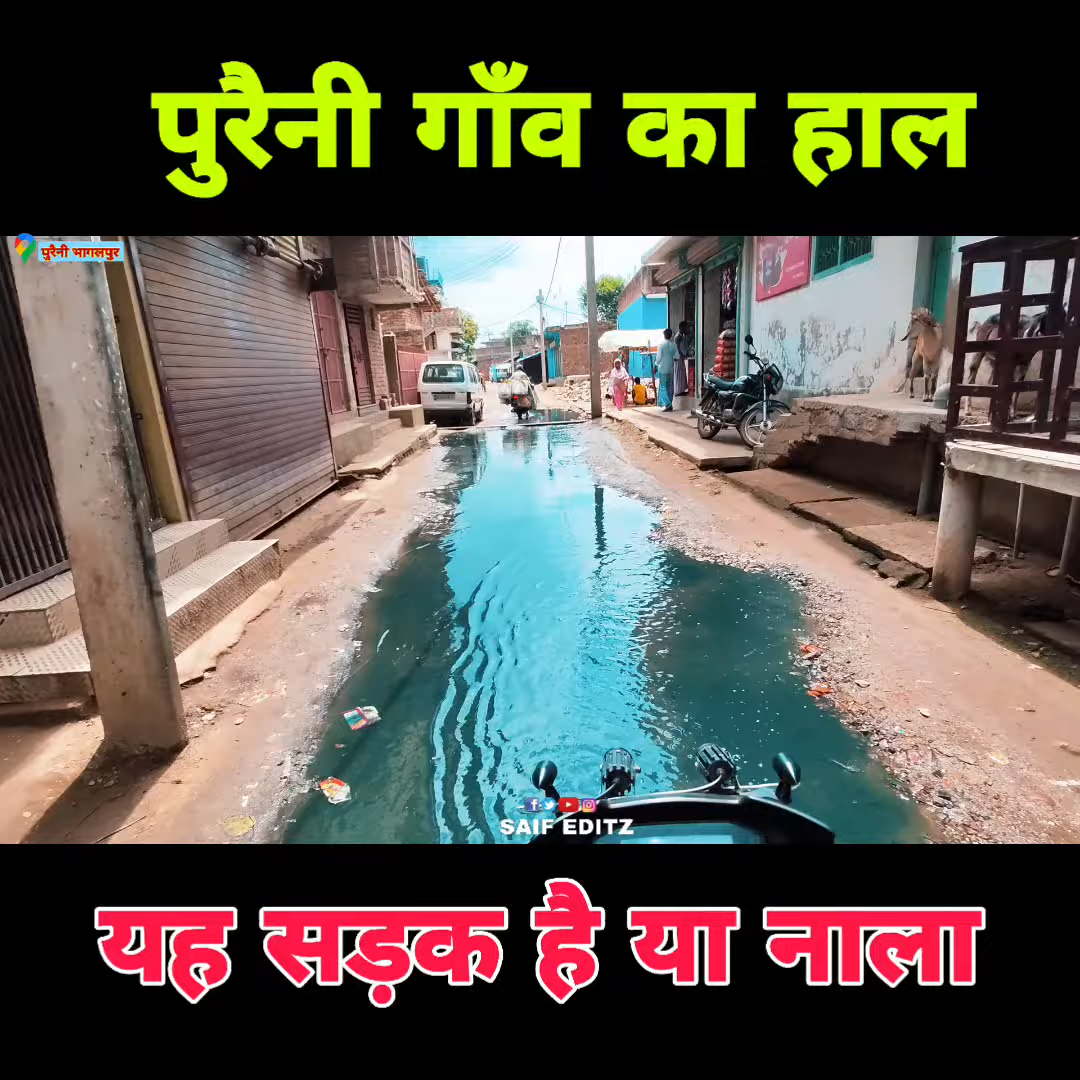 पुरैनी गाँव का हाल
पुरैनी भागलपुर
SAIF EDITZ
यह सड़क है या नाला